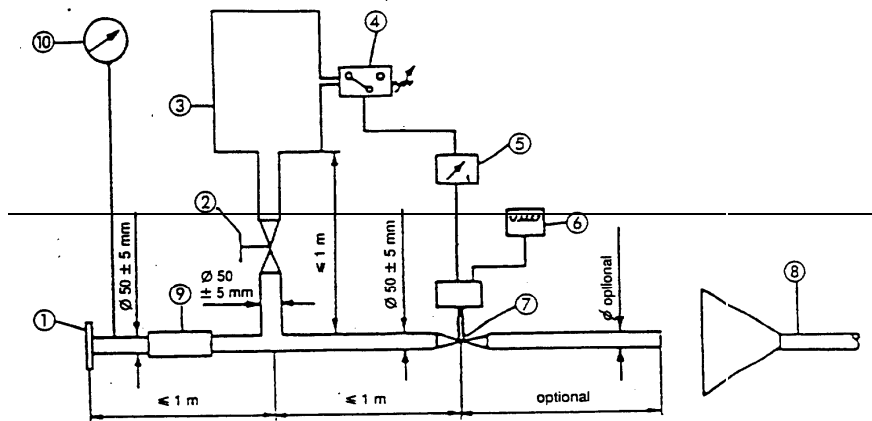 ⑩
④
③
⑤
②
⑥
≤ 1 m
Ø 50 ± 5 mm
Ø 50
± 5 mm
Ø 50 ± 5 mm
Ø optional
⑦
⑧
①
⑨
≤ 1 m
≤ 1 m
optional